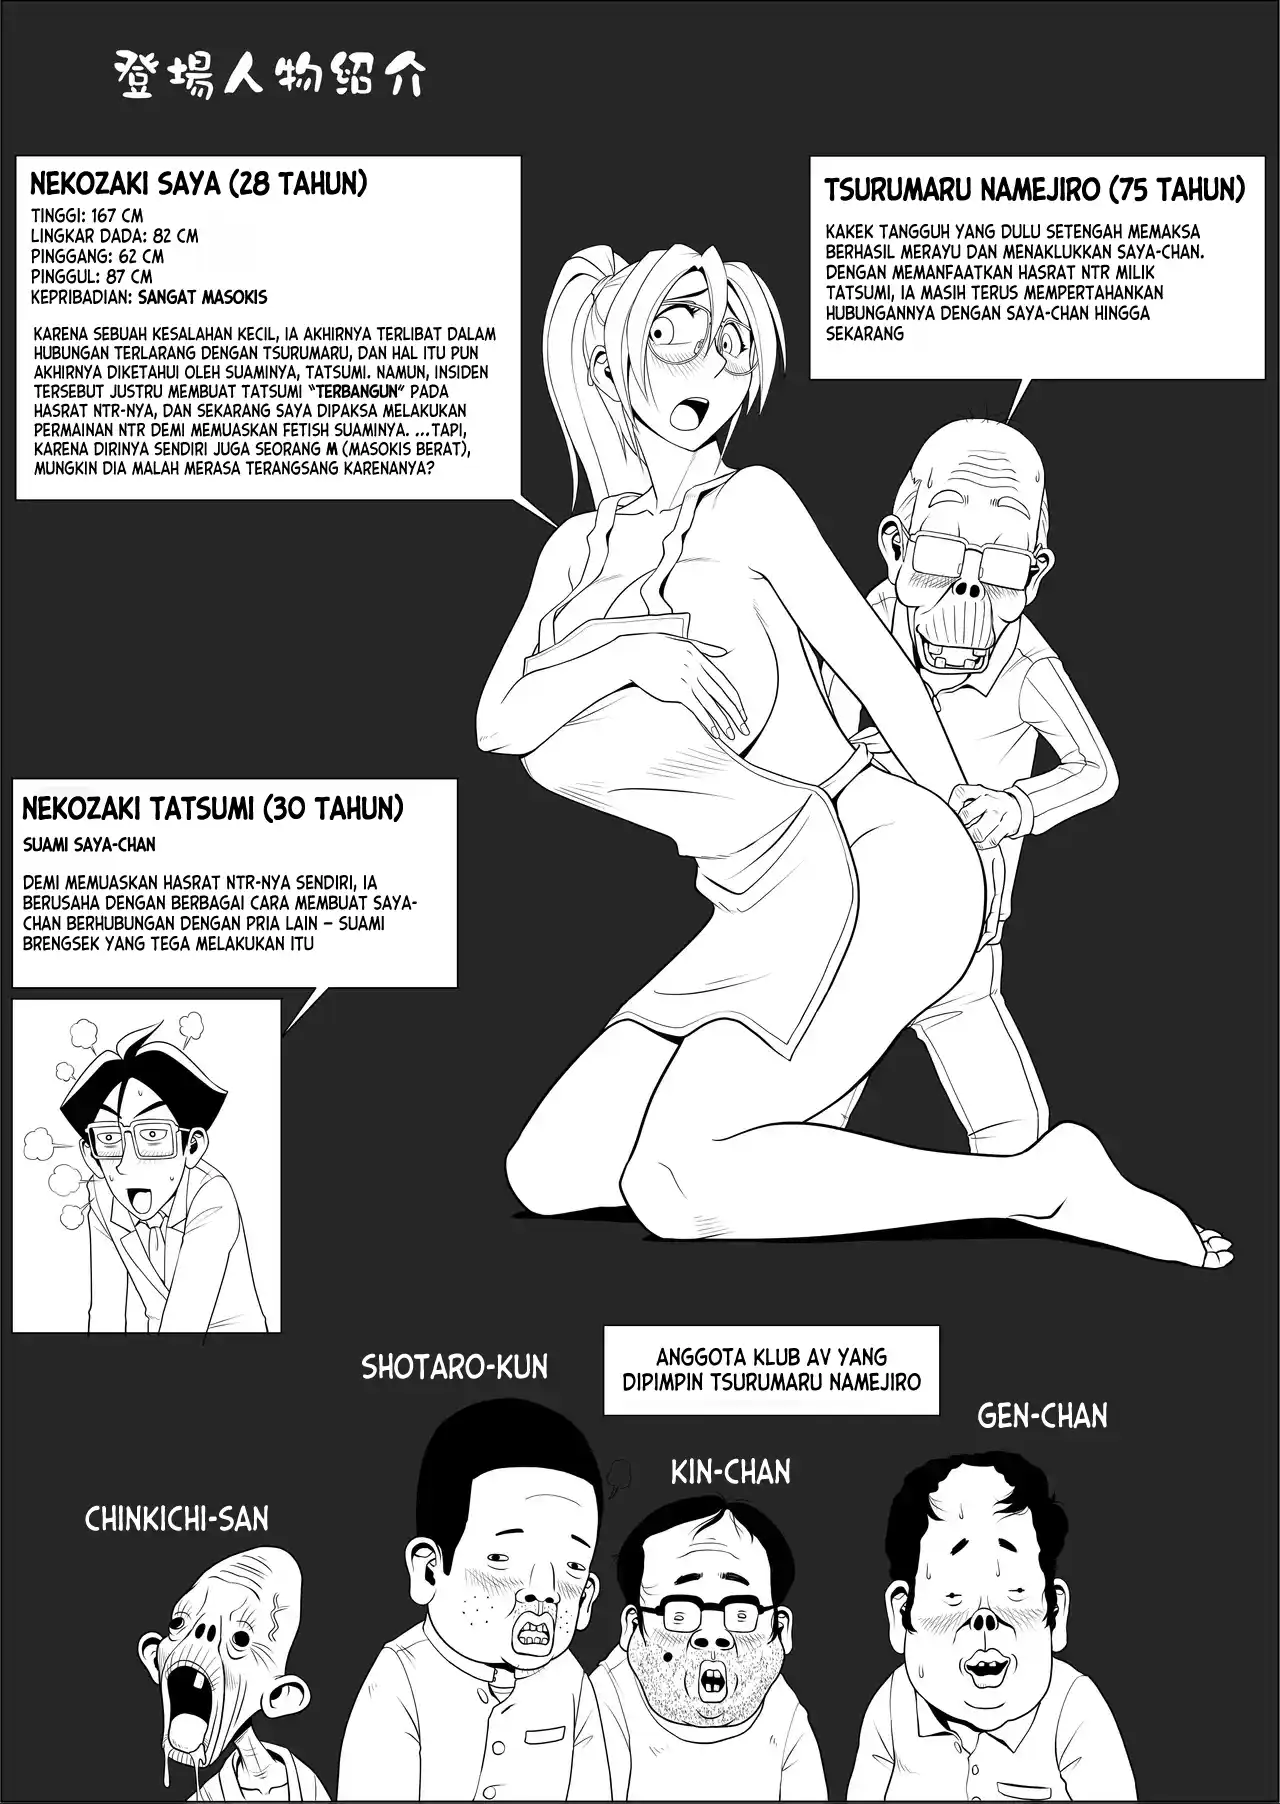 登場人物紹介
NEKOZAKI SAYA (28 TAHUN)
TINGGI: 167 CM
LINGKAR DADA: 82 CM
PINGGANG: 62 CM
PINGGUL: 87 CM
KEPRIBADIAN: SANGAT MASOKIS
KARENA SEBUAH KESALAHAN KECIL, IA AKHIRNYA TERLIBAT DALAM
HUBUNGAN TERLARANG DENGAN TSURUMARU, DAN HAL ITU PUN
AKHIRNYA DIKETAHUI OLEH SUAMINYA, TATSUMI. NAMUN, INSIDEN
TERSEBUT JUSTRU MEMBUAT TATSUMI "TERBANGUN" PADA
HASRAT NTR-NYA, DAN SEKARANG SAYA DIPAKSA MELAKUKAN
PERMAINAN NTR DEMI MEMUASKAN FETISH SUAMINYA. ...TAPI,
KARENA DIRINYA SENDIRI JUGA SEORANG M (MASOKIS BERAT),
MUNGKIN DIA MALAH MERASA TERANGSANG KARENANYA?
TSURUMARU NAMEJIRO (75 TAHUN)
KAKEK TANGGUH YANG DULU SETENGAH MEMAKSA
BERHASIL MERAYU DAN MENAKLUKKAN SAYA-CHAN.
DENGAN MEMANFAATKAN HASRAT NTR MILIK
TATSUMI, IA MASIH TERUS MEMPERTAHANKAN
HUBUNGANNYA DENGAN SAYA-CHAN HINGGA
SEKARANG
NEKOZAKI TATSUMI (30 TAHUN)
SUAMI SAYA-CHAN
DEMI MEMUASKAN HASRAT NTR-NYA SENDIRI, IA
BERUSAHA DENGAN BERBAGAI CARA MEMBUAT SAYA-
CHAN BERHUBUNGAN DENGAN PRIA LAIN – SUAMI
BRENGSEK YANG TEGA MELAKUKAN ITU
ANGGOTA KLUB AV YANG
DIPIMPIN TSURUMARU NAMEJIRO
CHINKICHI-SAN
SHOTARO-KUN
KIN-CHAN
GEN-CHAN